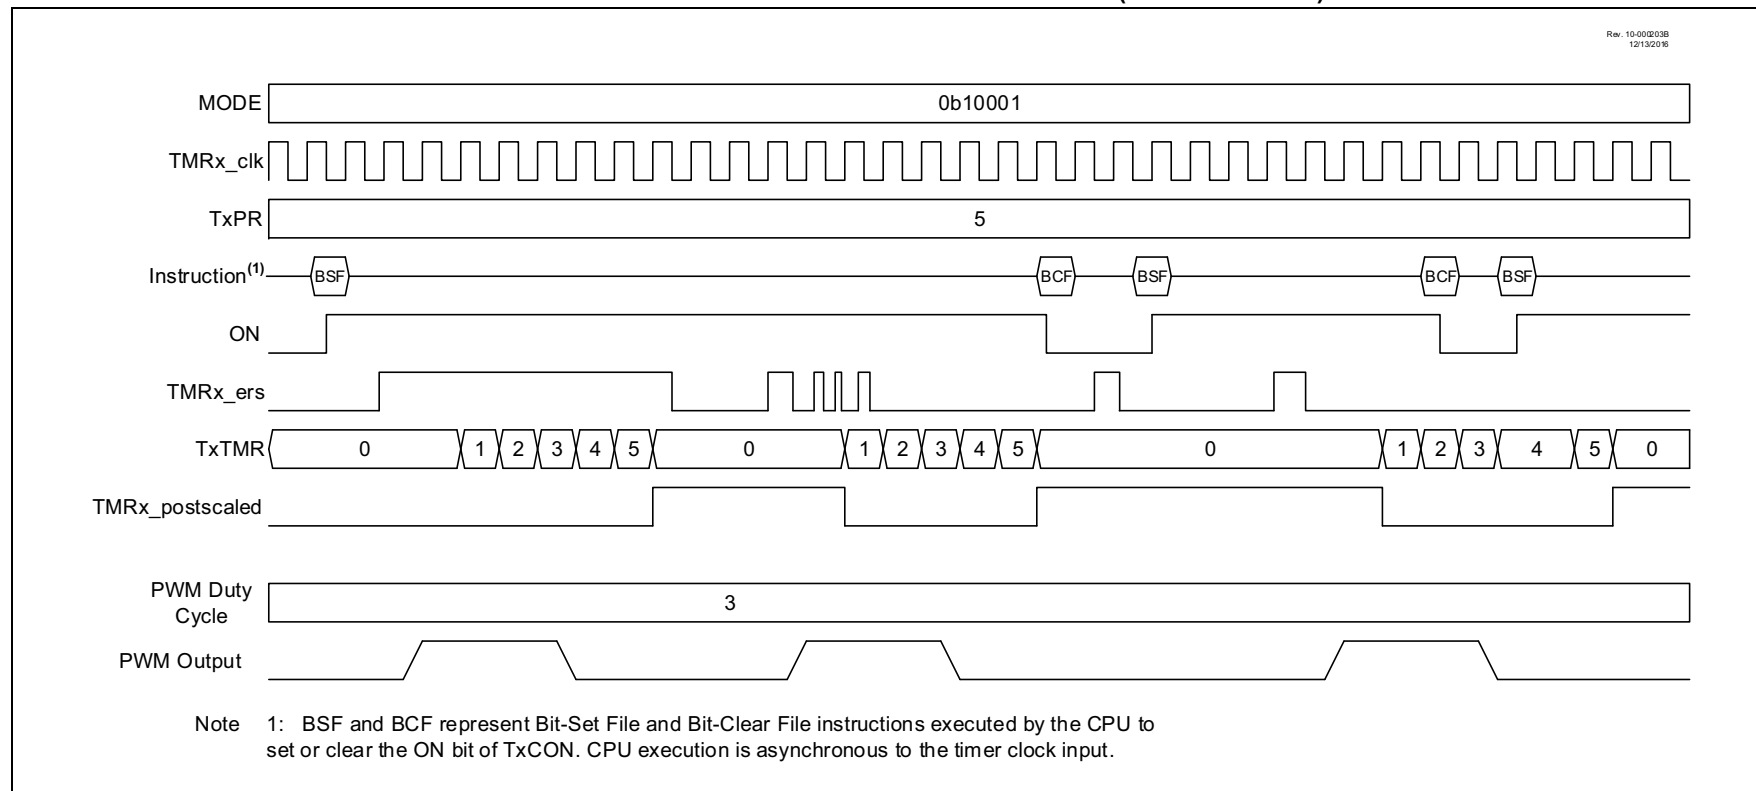 Rev. 10-000203B
12/13/2016
MODE 0b10001
TMRx_clk
TxPR 5
Instruction(1) BSF BCF BSF BCF BSF
ON
TMRx_ers
TxTMR 0 1 2 3 4 5 0 1 2 3 4 5 0 1 2 3 4 5 0
TMRx_postscaled
PWM Duty
Cycle 3
PWM Output
Note 1: BSF and BCF represent Bit-Set File and Bit-Clear File instructions executed by the CPU to
set or clear the ON bit of TxCON. CPU execution is asynchronous to the timer clock input.